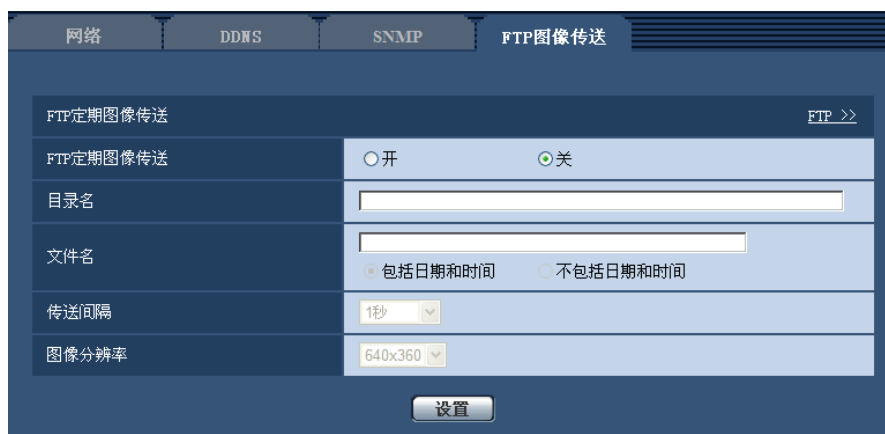 网络 DDNS SNMP FTP图像传送
FTP定期图像传送 FTP >>
FTP定期图像传送 开 关
目录名
文件名
包括日期和时间 不包括日期和时间
传送间隔 1秒
图像分辨率 640x360
设置